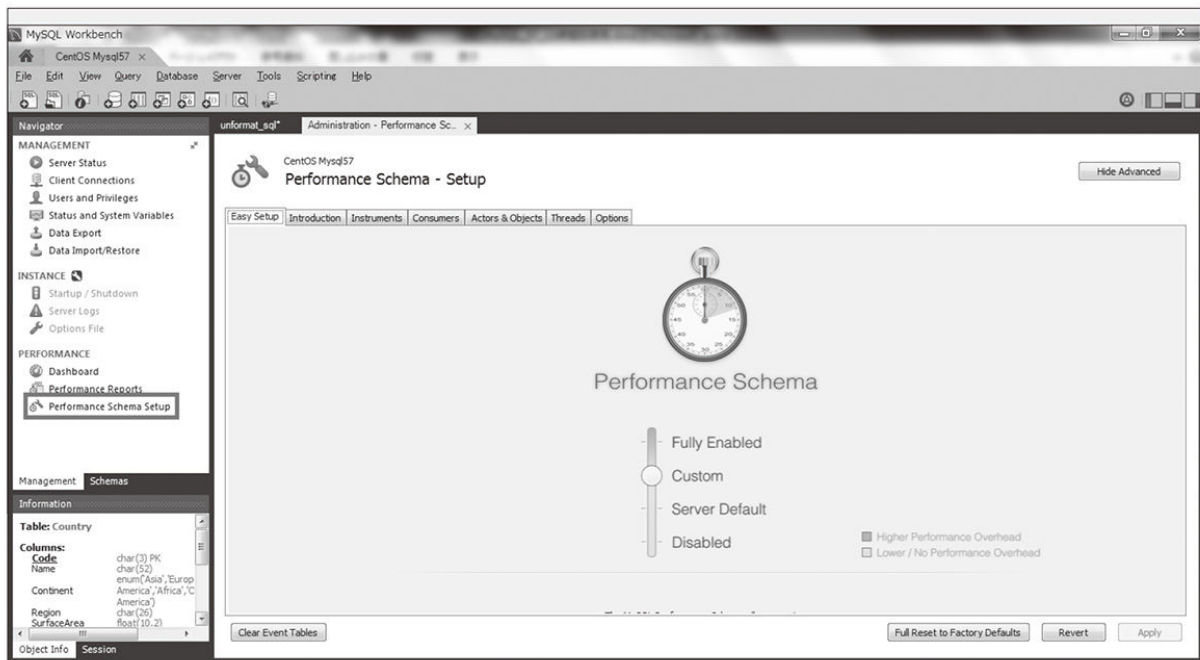 MySQL Workbench
CentOS Mysql57 ×
File Edit View Query Database Server Tools Scripting Help
Navigator
unformat_sql*
Administration - Performance Sc... ×
MANAGEMENT
Server Status
Client Connections
Users and Privileges
Status and System Variables
Data Export
Data Import/Restore
INSTANCE
Startup / Shutdown
Server Logs
Options File
PERFORMANCE
Dashboard
Performance Reports
Performance Schema Setup
Management Schemas
Information
Table: Country
Columns:
Code char(3) PK
Name char(52)
Continent enum('Asia','Europ
America','Africa','C
America')
Region char(26)
SurfaceArea float(10,2)
Object Info Session
CentOS Mysql57
Performance Schema - Setup
Hide Advanced
Easy Setup Introduction Instruments Consumers Actors & Objects Threads Options
Performance Schema
Fully Enabled
Custom
Server Default
Disabled
Higher Performance Overhead
Lower / No Performance Overhead
Clear Event Tables
Full Reset to Factory Defaults Revert Apply